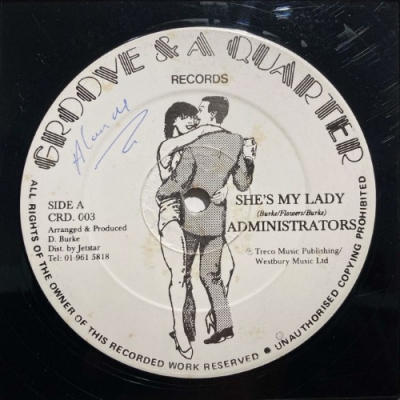 GROOVE & A QUARTER
RECORDS
SIDE A
CRD. 003
Arranged & Produced
D. Burke
Dist. by Jetstar
Tel: 01-961 5818
SHE'S MY LADY
(Burke/Flowers/Burke)
ADMINISTRATORS
℗ Treco Music Publishing/
Westbury Music Ltd
ALL RIGHTS OF THE OWNER OF THIS RECORDED WORK RESERVED • UNAUTHORISED COPYING PROHIBITED